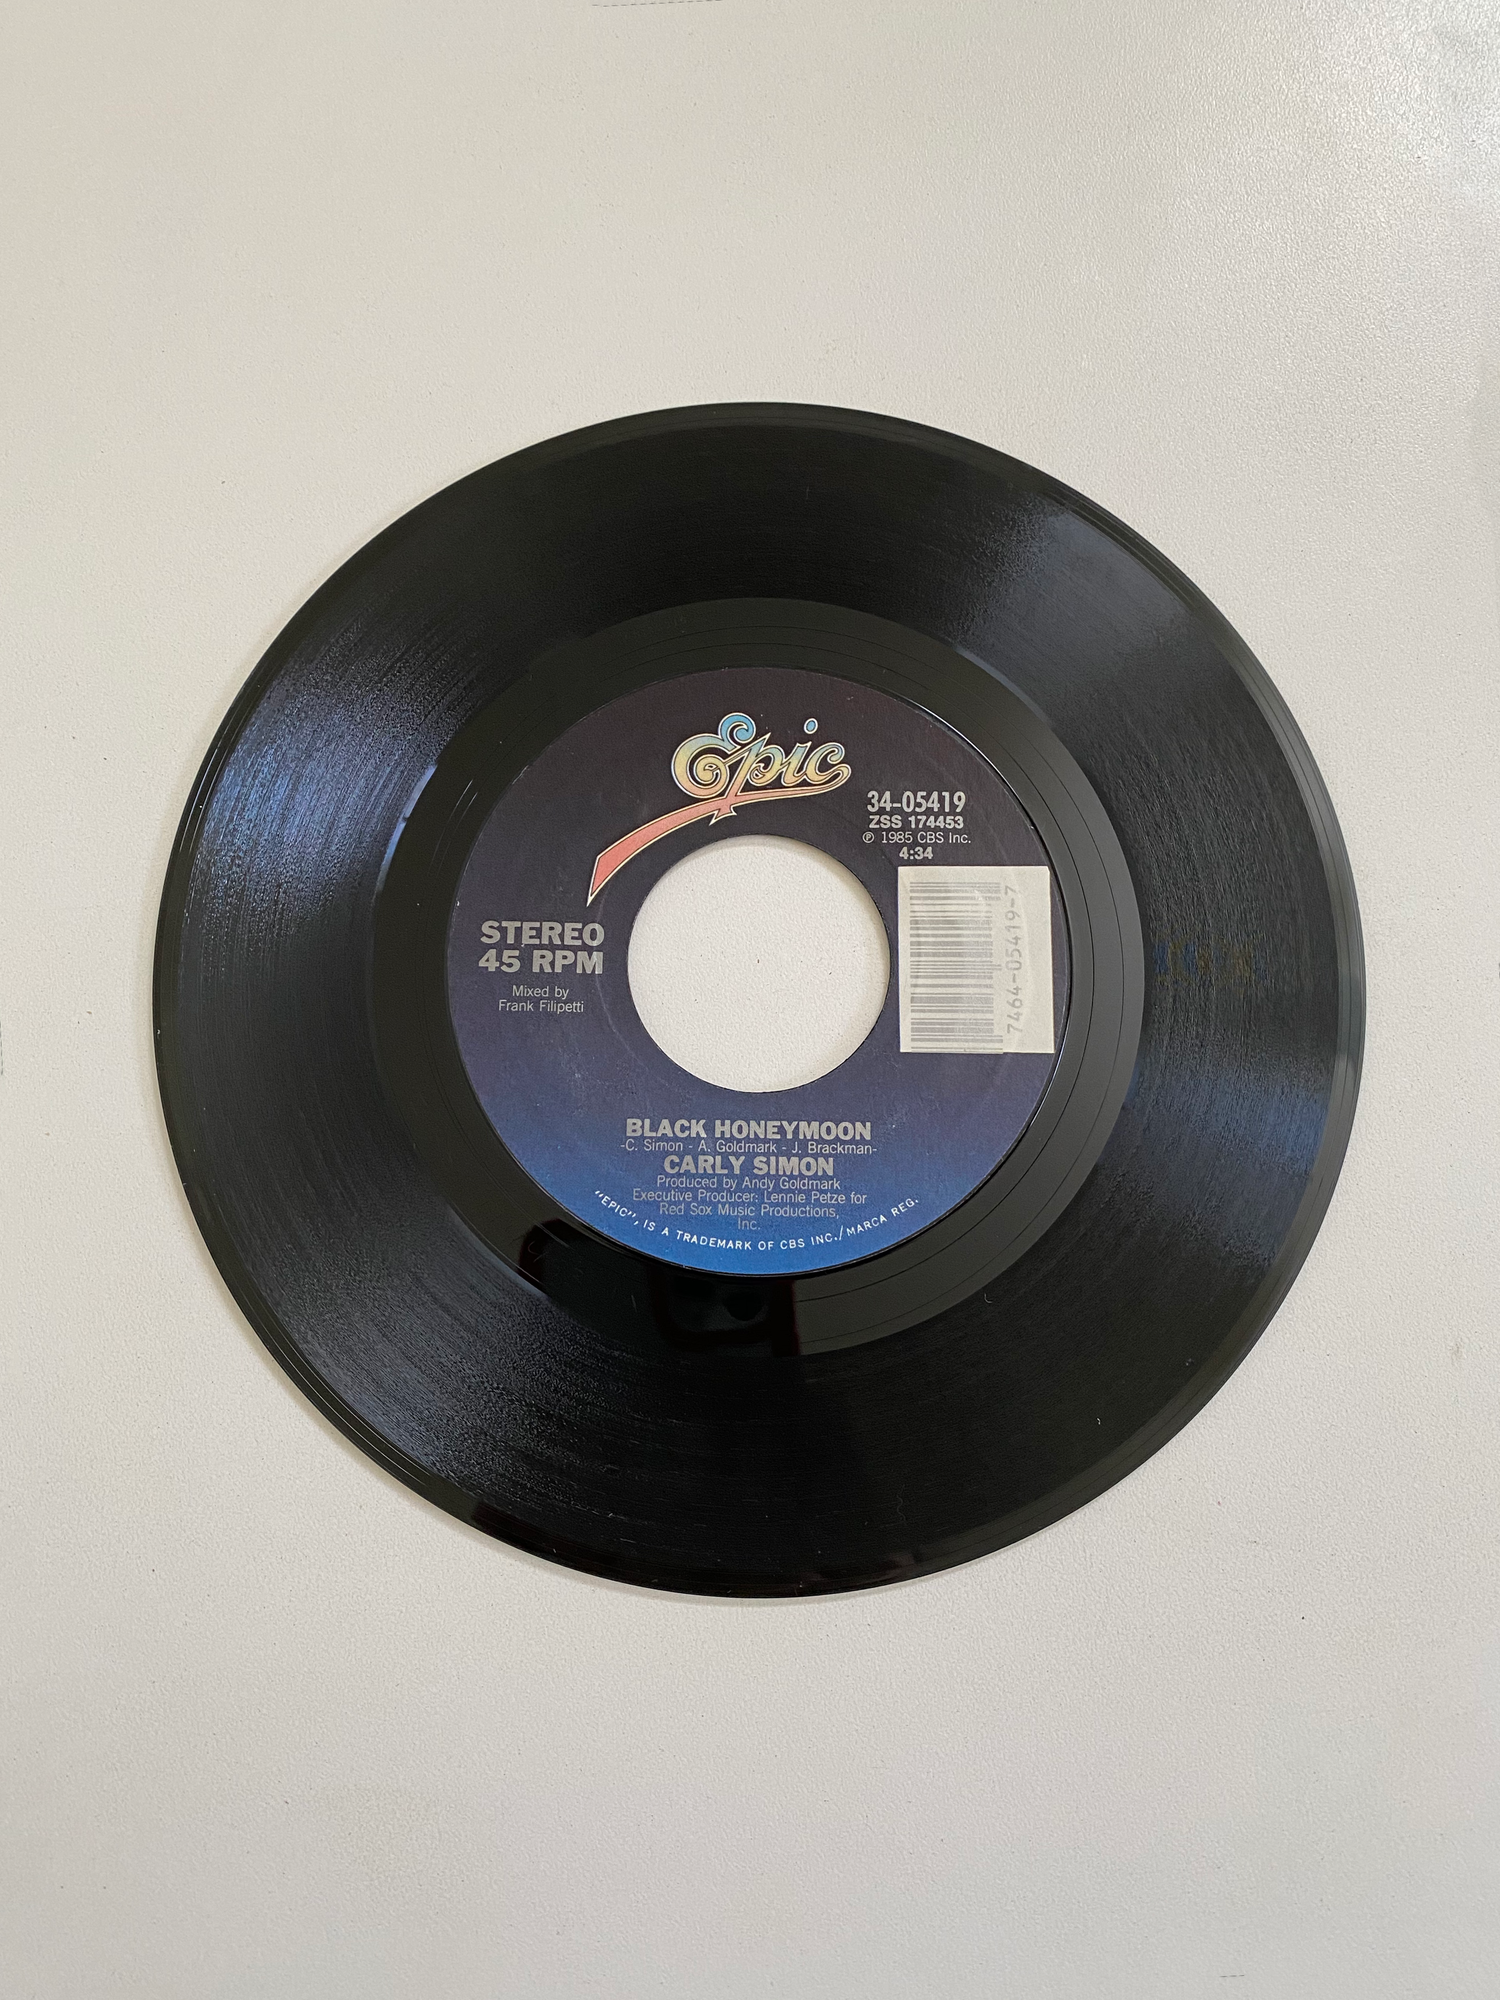 Epic
34-05419
ZSS 174453
℗ 1985 CBS Inc.
4:34
7464-05419-7
STEREO
45 RPM
Mixed by
Frank Filipetti
BLACK HONEYMOON
-C. Simon - A. Goldmark - J. Brackman-
CARLY SIMON
Produced by Andy Goldmark
Executive Producer: Lennie Petze for
Red Sox Music Productions,
Inc.
"EPIC", IS A TRADEMARK OF CBS INC./MARCA REG.